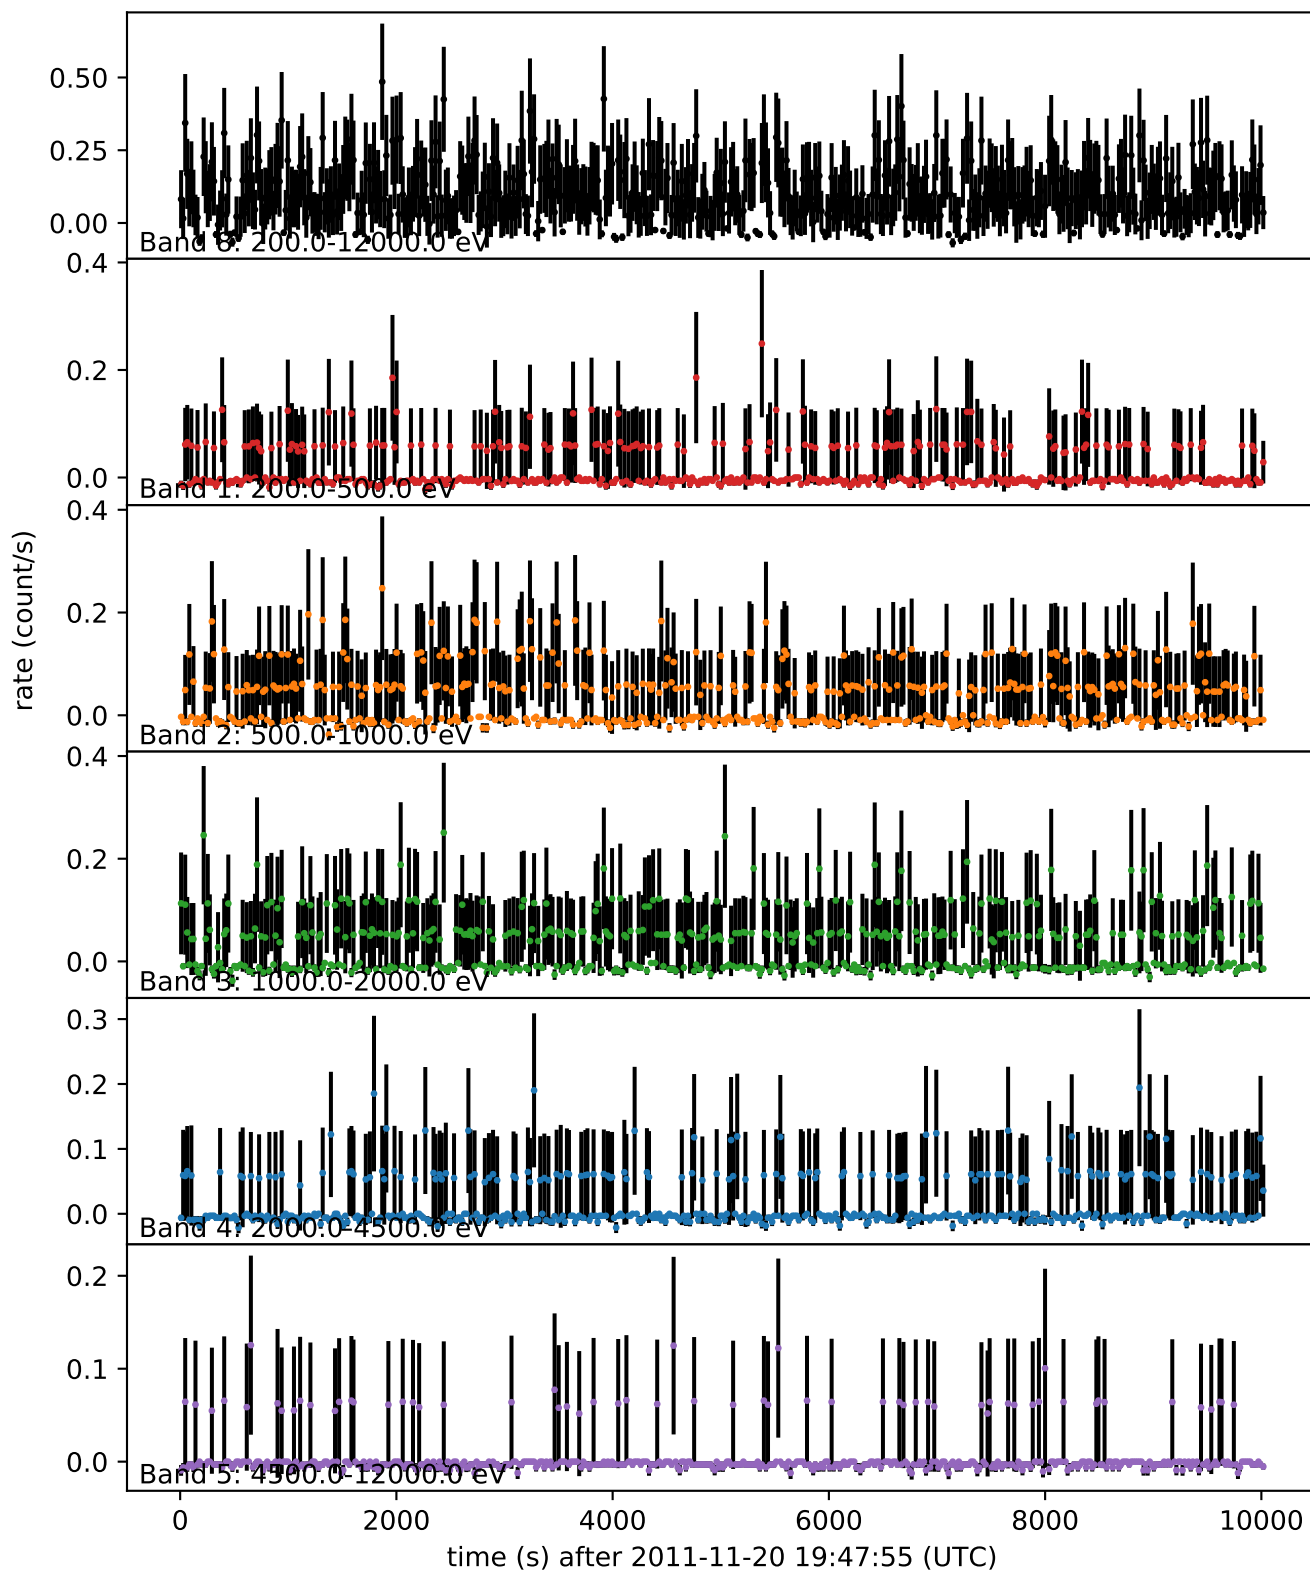 0.50
0.25
0.00
Band 8: 200.0-12000.0 eV
0.4
0.2
0.0
Band 1: 200.0-500.0 eV
0.4
0.2
0.0
Band 2: 500.0-1000.0 eV
0.4
0.2
0.0
Band 3: 1000.0-2000.0 eV
0.3
0.2
0.1
0.0
Band 4: 2000.0-4500.0 eV
0.2
0.1
0.0
Band 5: 4500.0-12000.0 eV
rate (count/s)
0 2000 4000 6000 8000 10000
time (s) after 2011-11-20 19:47:55 (UTC)